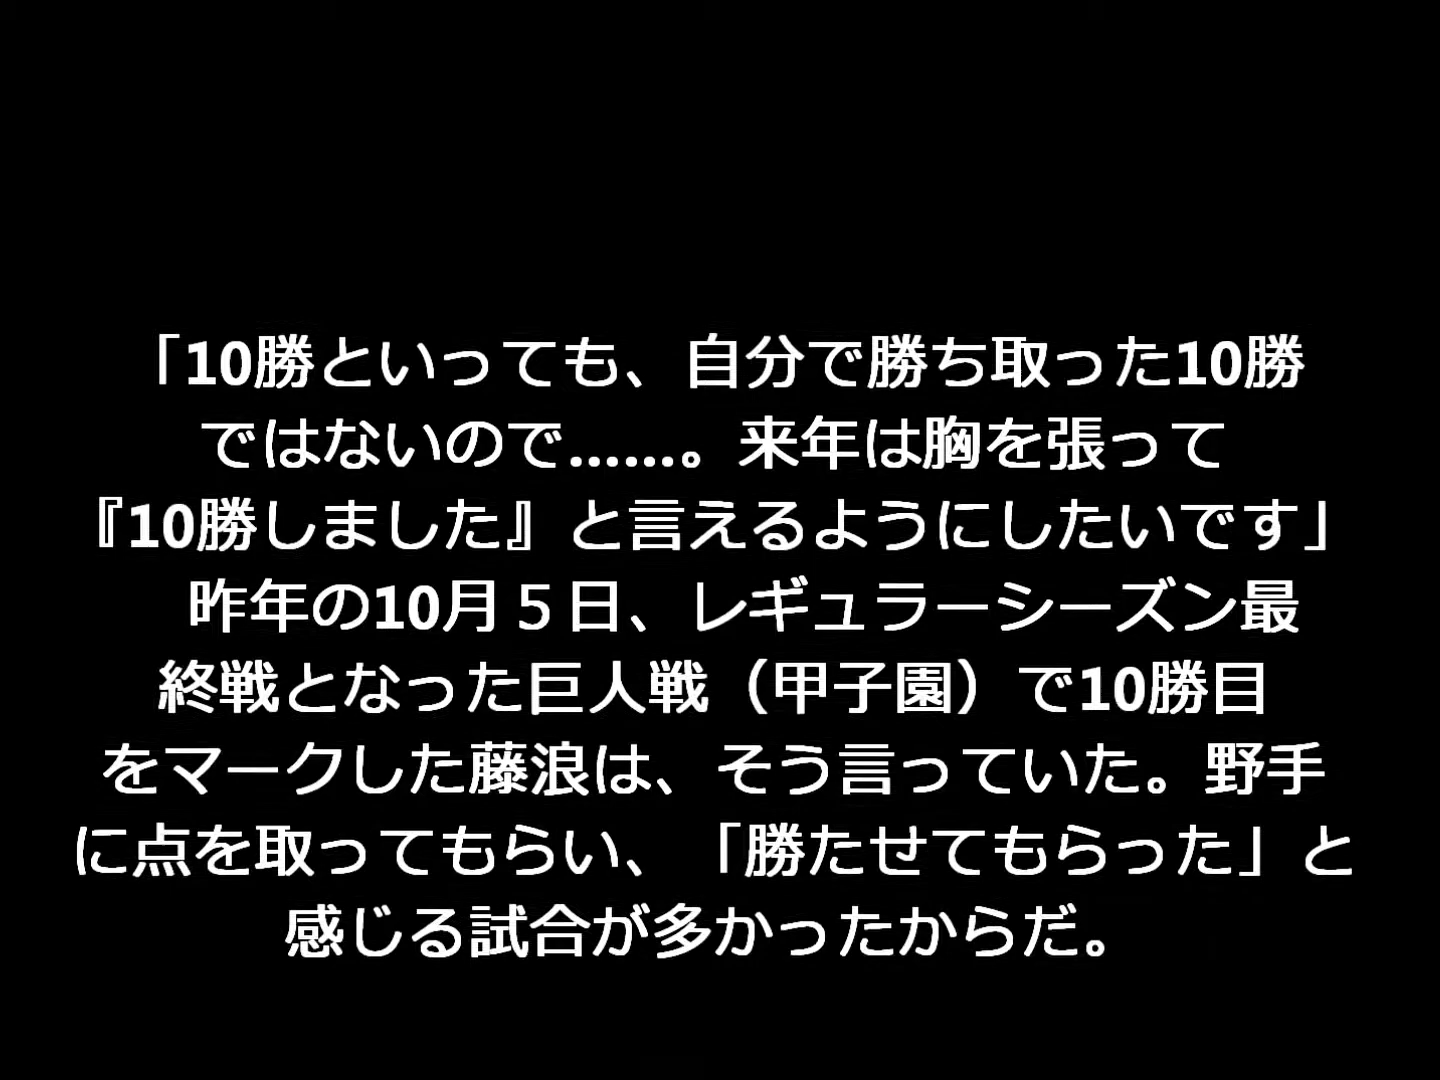 「10勝といっても、自分で勝ち取った10勝
ではないので……。来年は胸を張って
『10勝しました』と言えるようにしたいです」
昨年の10月５日、レギュラーシーズン最
終戦となった巨人戦（甲子園）で10勝目
をマークした藤浪は、そう言っていた。野手
に点を取ってもらい、「勝たせてもらった」と
感じる試合が多かったからだ。